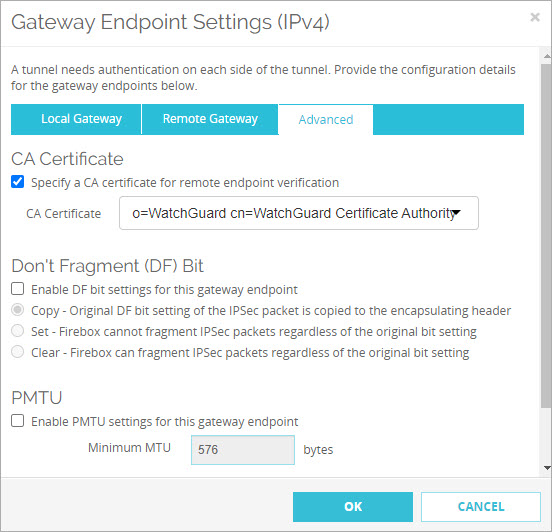 Gateway Endpoint Settings (IPv4)
×
A tunnel needs authentication on each side of the tunnel. Provide the configuration details
for the gateway endpoints below.
Local Gateway Remote Gateway Advanced
CA Certificate
Specify a CA certificate for remote endpoint verification
CA Certificate o=WatchGuard cn=WatchGuard Certificate Authority
Don't Fragment (DF) Bit
Enable DF bit settings for this gateway endpoint
Copy - Original DF bit setting of the IPSec packet is copied to the encapsulating header
Set - Firebox cannot fragment IPSec packets regardless of the original bit setting
Clear - Firebox can fragment IPSec packets regardless of the original bit setting
PMTU
Enable PMTU settings for this gateway endpoint
Minimum MTU 576 bytes
OK CANCEL